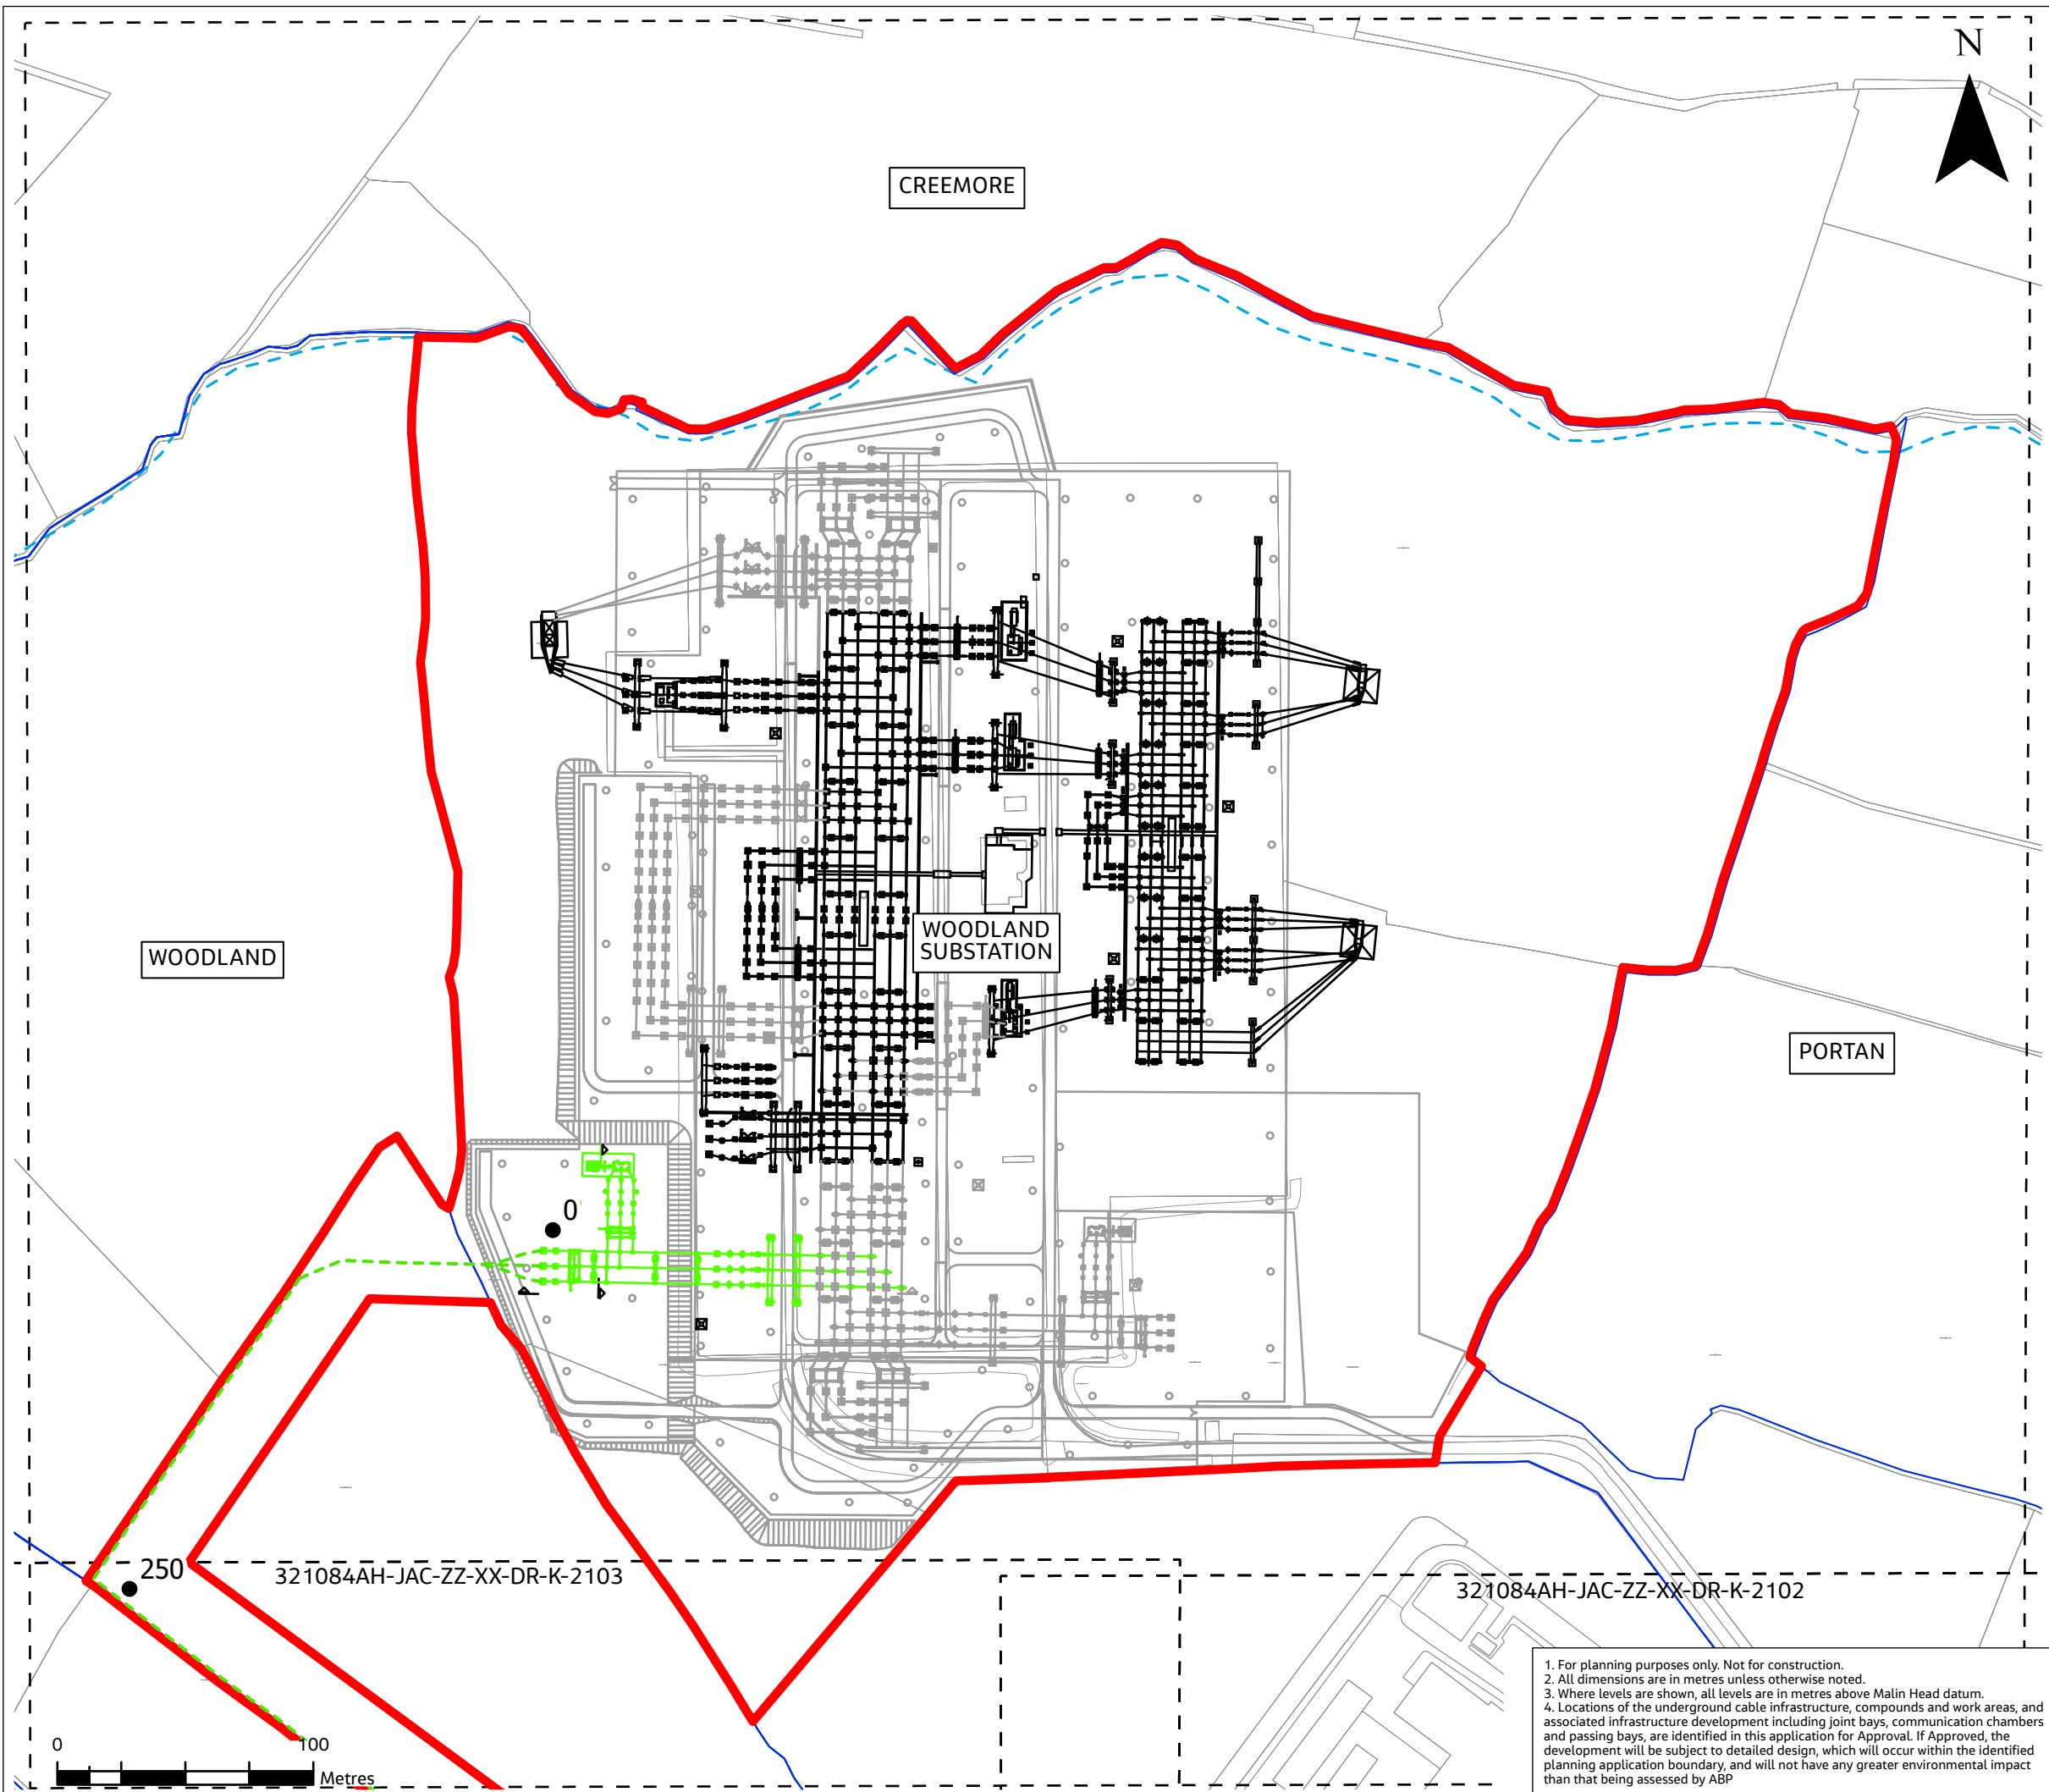 N
CREEMORE
WOODLAND
WOODLAND
SUBSTATION
PORTAN
0
250
321084AH-JAC-ZZ-XX-DR-K-2103
321084AH-JAC-ZZ-XX-DR-K-2102
0 100
Metres
1. For planning purposes only. Not for construction.
2. All dimensions are in metres unless otherwise noted.
3. Where levels are shown, all levels are in metres above Malin Head datum.
4. Locations of the underground cable infrastructure, compounds and work areas, and
associated infrastructure development including joint bays, communication chambers
and passing bays, are identified in this application for Approval. If Approved, the
development will be subject to detailed design, which will occur within the identified
planning application boundary, and will not have any greater environmental impact
than that being assessed by ABP